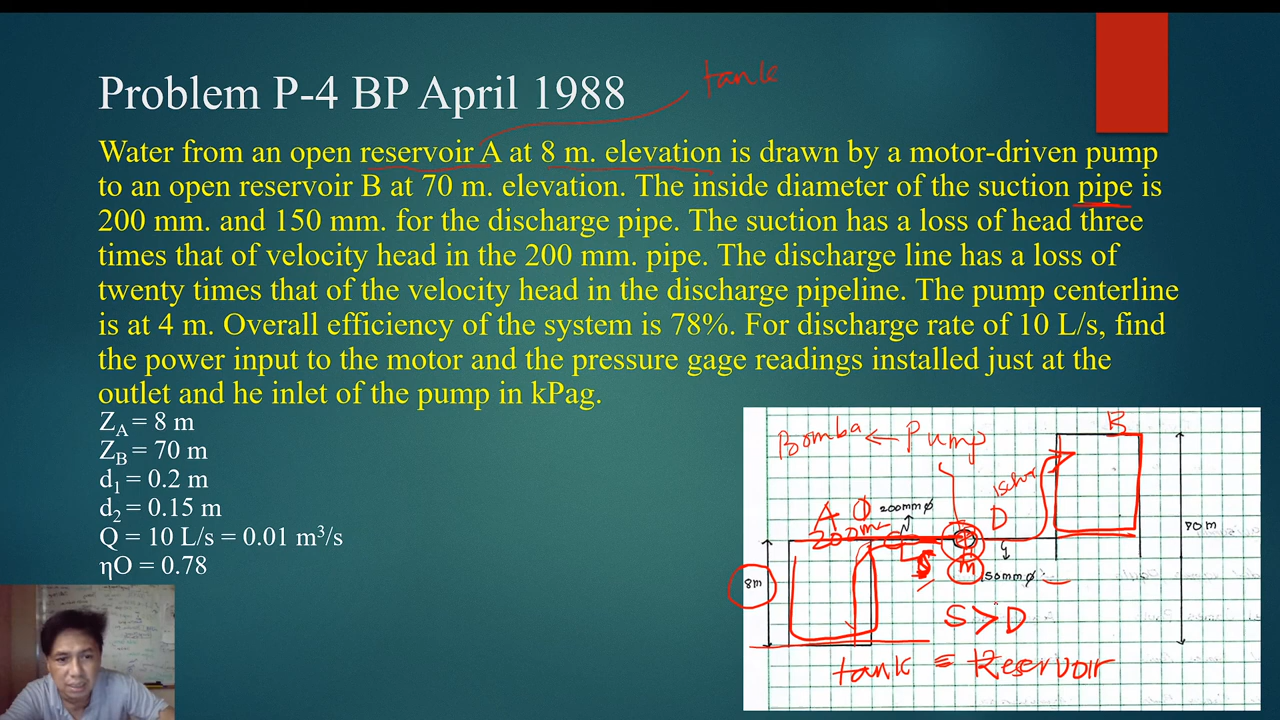 Problem P-4 BP April 1988
tank
Water from an open reservoir A at 8 m. elevation is drawn by a motor-driven pump
to an open reservoir B at 70 m. elevation. The inside diameter of the suction pipe is
200 mm. and 150 mm. for the discharge pipe. The suction has a loss of head three
times that of velocity head in the 200 mm. pipe. The discharge line has a loss of
twenty times that of the velocity head in the discharge pipeline. The pump centerline
is at 4 m. Overall efficiency of the system is 78%. For discharge rate of 10 L/s, find
the power input to the motor and the pressure gage readings installed just at the
outlet and he inlet of the pump in kPag.
Z_A = 8 m
Z_B = 70 m
d₁ = 0.2 m
d₂ = 0.15 m
Q = 10 L/s = 0.01 m³/s
ηO = 0.78
B
Bomba ← Pump
A
200mmϕ
D
8m
M
50mmϕ
S > D
tank = Reservoir